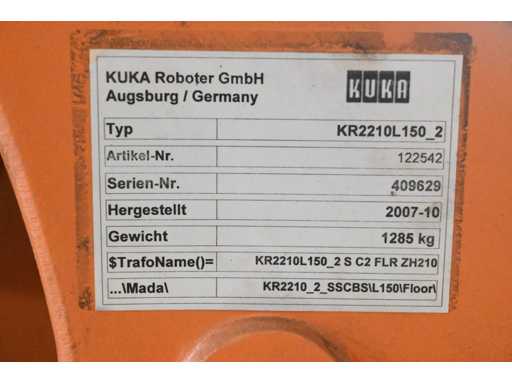 KUKA Roboter GmbH
Augsburg / Germany
KUKA
Typ KR2210L150_2
Artikel-Nr. 122542
Serien-Nr. 409629
Hergestellt 2007-10
Gewicht 1285 kg
$TrafoName()= KR2210L150_2 S C2 FLR ZH210
...\Mada\ KR2210_2_SSCBS\L150\Floor\